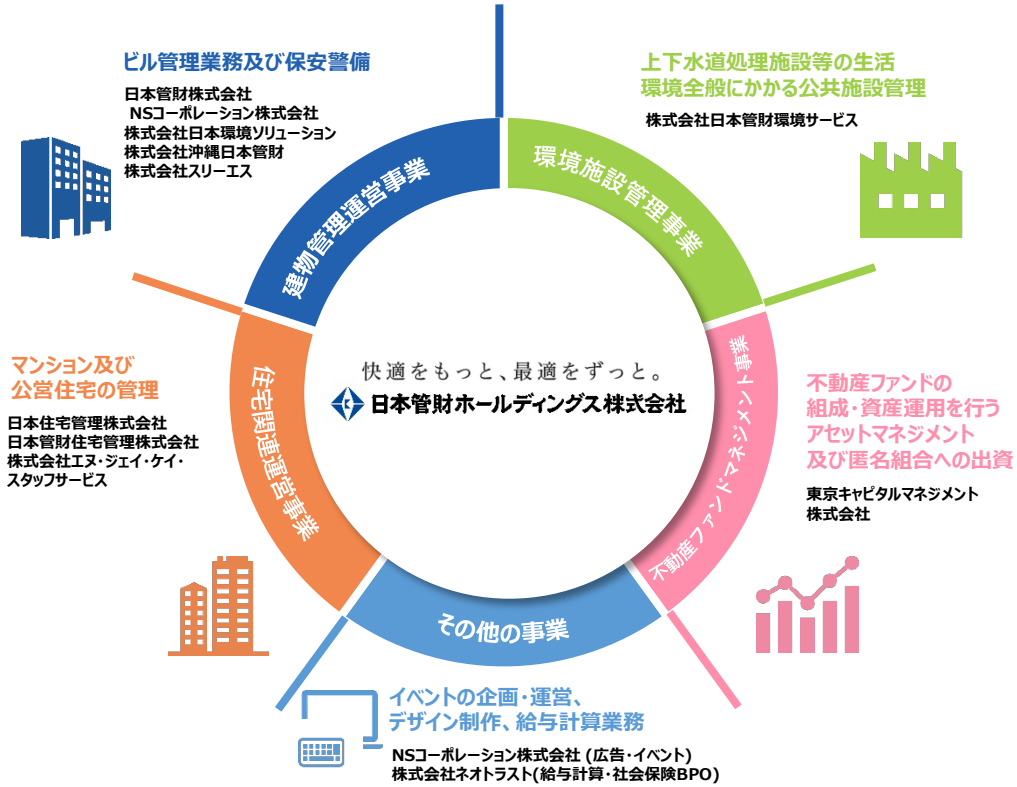 ビル管理業務及び保安警備
日本管財株式会社
NSコーポレーション株式会社
株式会社日本環境ソリューション
株式会社沖縄日本管財
株式会社スリーエス
上下水道処理施設等の生活
環境全般にかかる公共施設管理
株式会社日本管財環境サービス
建物管理運営事業
環境施設管理事業
快適をもっと、最適をずっと。
日本管財ホールディングス株式会社
マンション及び
公営住宅の管理
日本住宅管理株式会社
日本管財住宅管理株式会社
株式会社エヌ・ジェイ・ケイ・
スタッフサービス
住宅関連運営事業
不動産ファンドマネジメント事業
不動産ファンドの
組成・資産運用を行う
アセットマネジメント
及び匿名組合への出資
東京キャピタルマネジメント
株式会社
その他の事業
イベントの企画・運営、
デザイン制作、給与計算業務
NSコーポレーション株式会社 (広告・イベント)
株式会社ネオトラスト(給与計算・社会保険BPO)